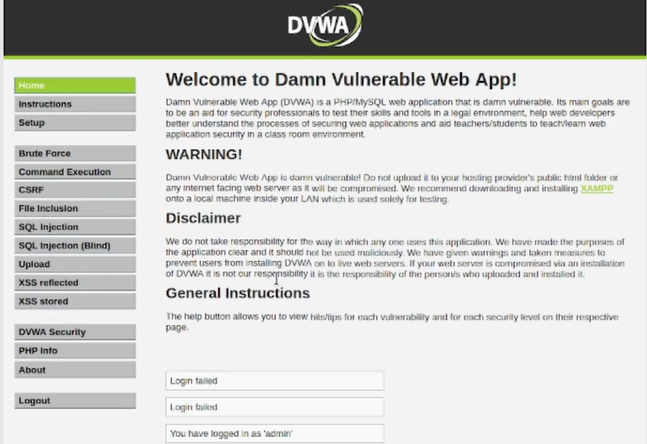 DVWA
Home
Instructions
Setup
Brute Force
Command Execution
CSRF
File Inclusion
SQL Injection
SQL Injection (Blind)
Upload
XSS reflected
XSS stored
DVWA Security
PHP Info
About
Logout
Welcome to Damn Vulnerable Web App!
Damn Vulnerable Web App (DVWA) is a PHP/MySQL web application that is damn vulnerable. Its main goals are
to be an aid for security professionals to test their skills and tools in a legal environment, help web developers
better understand the processes of securing web applications and aid teachers/students to teach/learn web
application security in a class room environment.
WARNING!
Damn Vulnerable Web App is damn vulnerable! Do not upload it to your hosting provider's public html folder or
any internet facing web server as it will be compromised. We recommend downloading and installing XAMPP
onto a local machine inside your LAN which is used solely for testing.
Disclaimer
We do not take responsibility for the way in which any one uses this application. We have made the purposes of
the application clear and it should not be used maliciously. We have given warnings and taken measures to
prevent users from installing DVWA on to live web servers. If your web server is compromised via an installation
of DVWA it is not our responsibility it is the responsibility of the person/s who uploaded and installed it.
General Instructions
The help button allows you to view hits/tips for each vulnerability and for each security level on their respective
page.
Login failed
Login failed
You have logged in as 'admin'